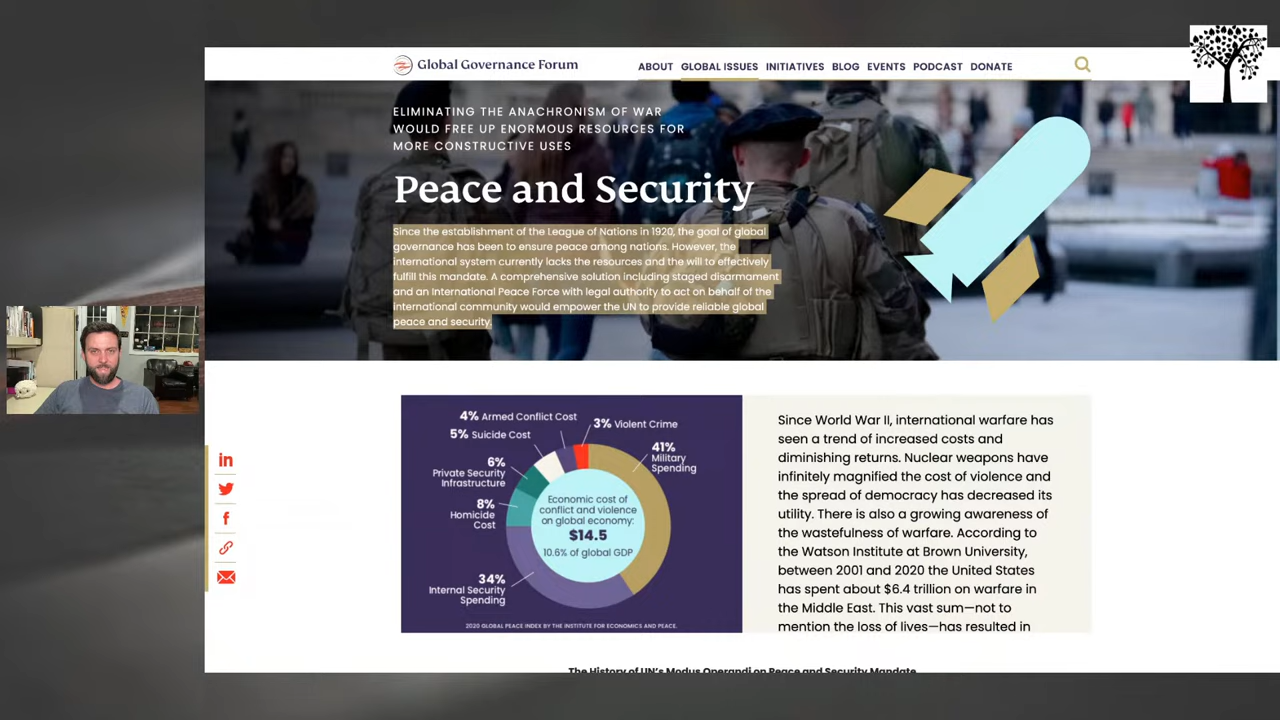 Global Governance Forum
ABOUT GLOBAL ISSUES INITIATIVES BLOG EVENTS PODCAST DONATE
ELIMINATING THE ANACHRONISM OF WAR
WOULD FREE UP ENORMOUS RESOURCES FOR
MORE CONSTRUCTIVE USES
Peace and Security
Since the establishment of the League of Nations in 1920, the goal of global
governance has been to ensure peace among nations. However, the
international system currently lacks the resources and the will to effectively
fulfill this mandate. A comprehensive solution including staged disarmament
and an International Peace Force with legal authority to act on behalf of the
international community would empower the UN to provide reliable global
peace and security.
4% Armed Conflict Cost
3% Violent Crime
5% Suicide Cost
41%
Military
Spending
6%
Private Security
Infrastructure
8%
Homicide
Cost
34%
Internal Security
Spending
Economic cost of
conflict and violence
on global economy:
$14.5
10.6% of global GDP
2020 GLOBAL PEACE INDEX BY THE INSTITUTE FOR ECONOMICS AND PEACE.
Since World War II, international warfare has
seen a trend of increased costs and
diminishing returns. Nuclear weapons have
infinitely magnified the cost of violence and
the spread of democracy has decreased its
utility. There is also a growing awareness of
the wastefulness of warfare. According to
the Watson Institute at Brown University,
between 2001 and 2020 the United States
has spent about $6.4 trillion on warfare in
the Middle East. This vast sum—not to
mention the loss of lives—has resulted in
The History of UN's Modus Operandi on Peace and Security Mandate
in
f